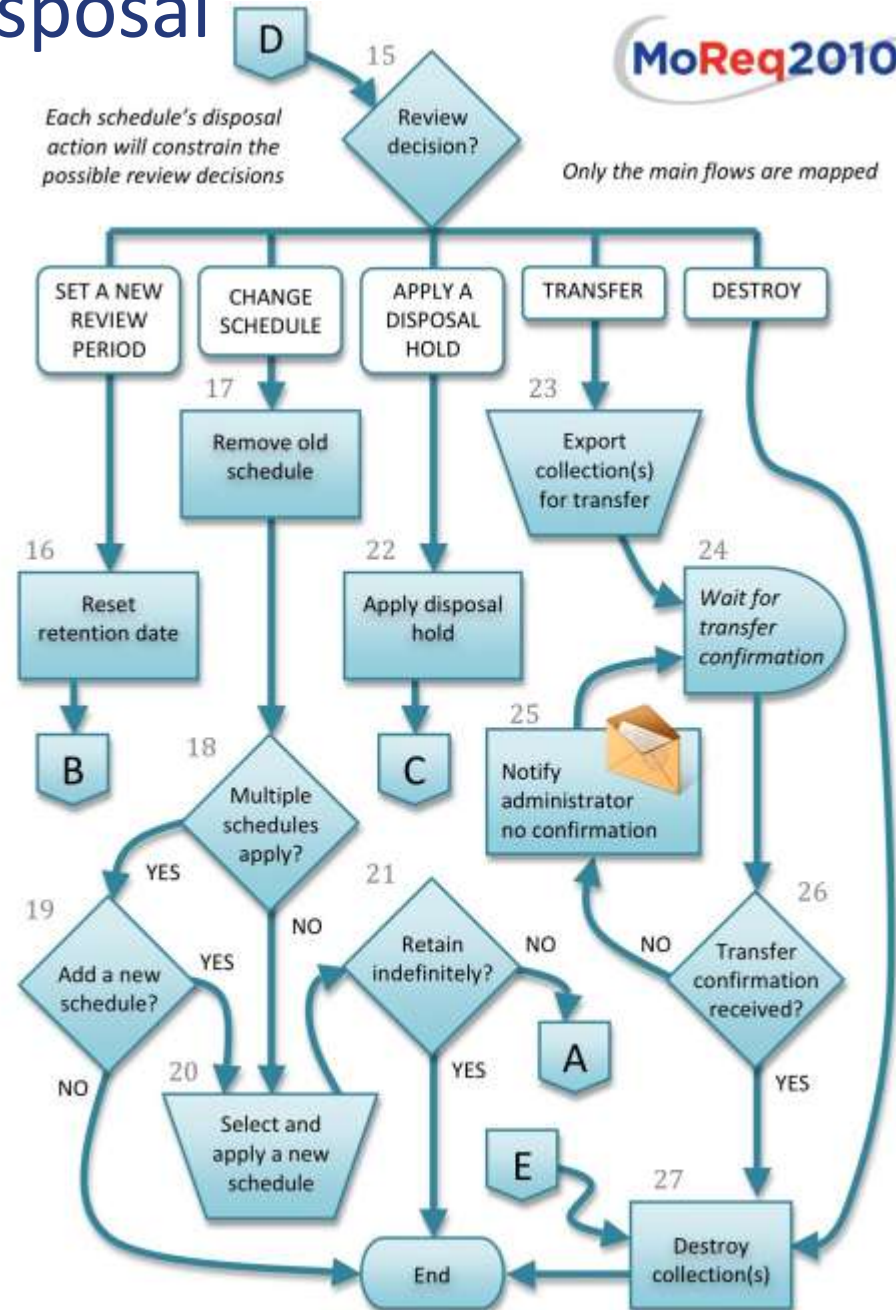 sposal
D
MoReq2010
15
Each schedule's disposal
action will constrain the
possible review decisions
Review
decision?
Only the main flows are mapped
SET A NEW
REVIEW
PERIOD
CHANGE
SCHEDULE
APPLY A
DISPOSAL
HOLD
TRANSFER
DESTROY
17
Remove old
schedule
23
Export
collection(s)
for transfer
16
Reset
retention date
22
Apply disposal
hold
24
Wait for
transfer
confirmation
B
C
25
Notify
administrator
no confirmation
18
Multiple
schedules
apply?
YES
NO
19
Add a new
schedule?
YES
NO
21
Retain
indefinitely?
NO
YES
A
26
Transfer
confirmation
received?
NO
YES
20
Select and
apply a new
schedule
E
27
Destroy
collection(s)
End